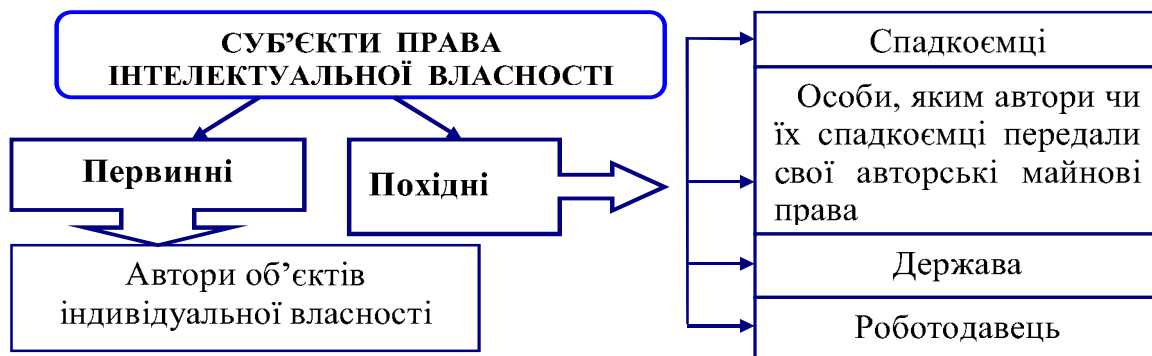 СУБ’ЄКТИ ПРАВА
ІНТЕЛЕКТУАЛЬНОЇ ВЛАСНОСТІ
Первинні
Похідні
Автори об’єктів
індивідуальної власності
Спадкоємці
Особи, яким автори чи
їх спадкоємці передали
свої авторські майнові
права
Держава
Роботодавець